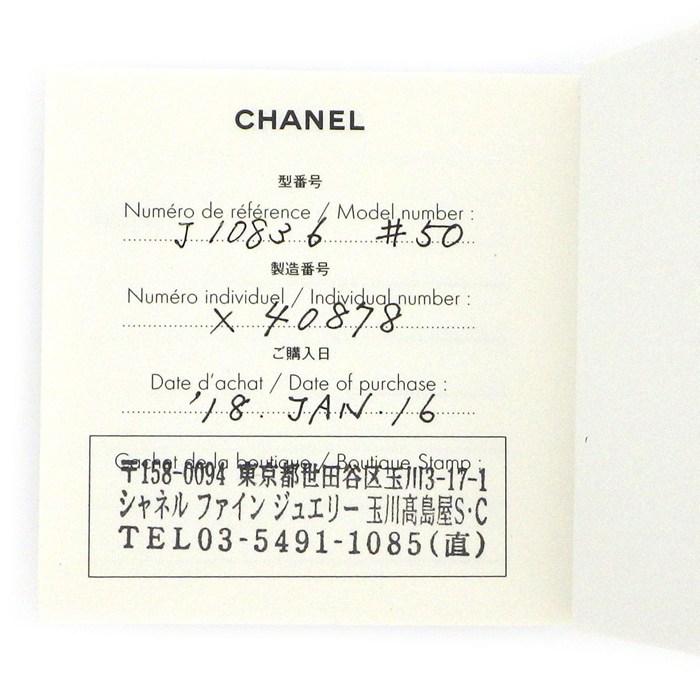 CHANEL
型番号
Numéro de référence / Model number :
J10836 #50
製造番号
Numéro individuel / Individual number :
X 40878
ご購入日
Date d'achat / Date of purchase :
'18. JAN. 16
Cachet de la boutique / Boutique Stamp :
〒158-0094 東京都世田谷区玉川3-17-1
シャネル ファイン ジュエリー 玉川髙島屋S・C
TEL03-5491-1085(直)